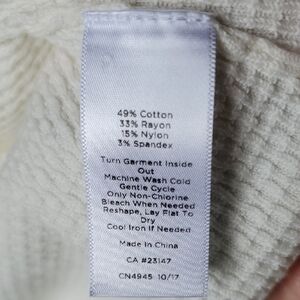 49% Cotton
33% Rayon
15% Nylon
3% Spandex
Turn Garment Inside
Out
Machine Wash Cold
Gentle Cycle
Only Non-Chlorine
Bleach When Needed
Reshape, Lay Flat To
Dry
Cool Iron If Needed
Made In China
CA #23147
CN4945 10/17